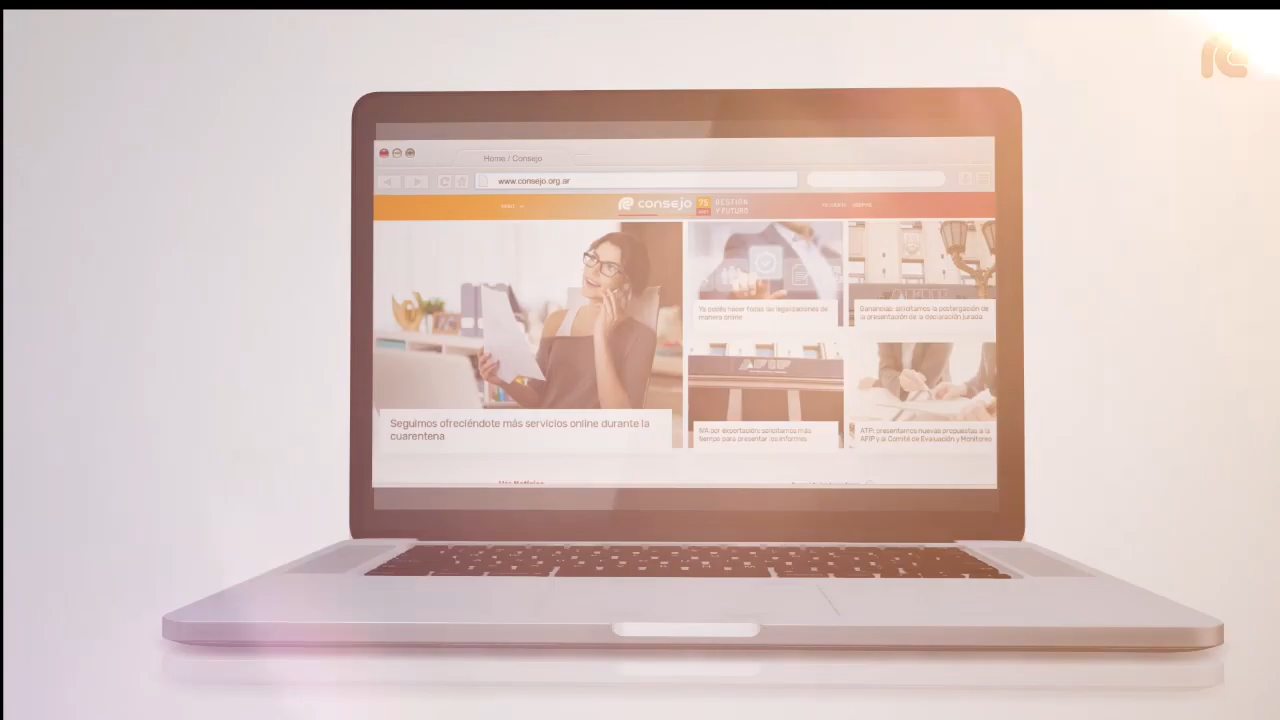 Home / Consejo
www.consejo.org.ar
consejo
75
GESTIÓN
Y FUTURO
Ya podés hacer todas las legalizaciones de
manera online
Ganancias: solicitamos la postergación de
la presentación de la declaración jurada
AFIP
Seguimos ofreciéndote más servicios online durante la
cuarentena
IVA por exportación: solicitamos más
tiempo para presentar los informes
ATP: presentamos nuevas propuestas a la
AFIP y al Comité de Evaluación y Monitoreo